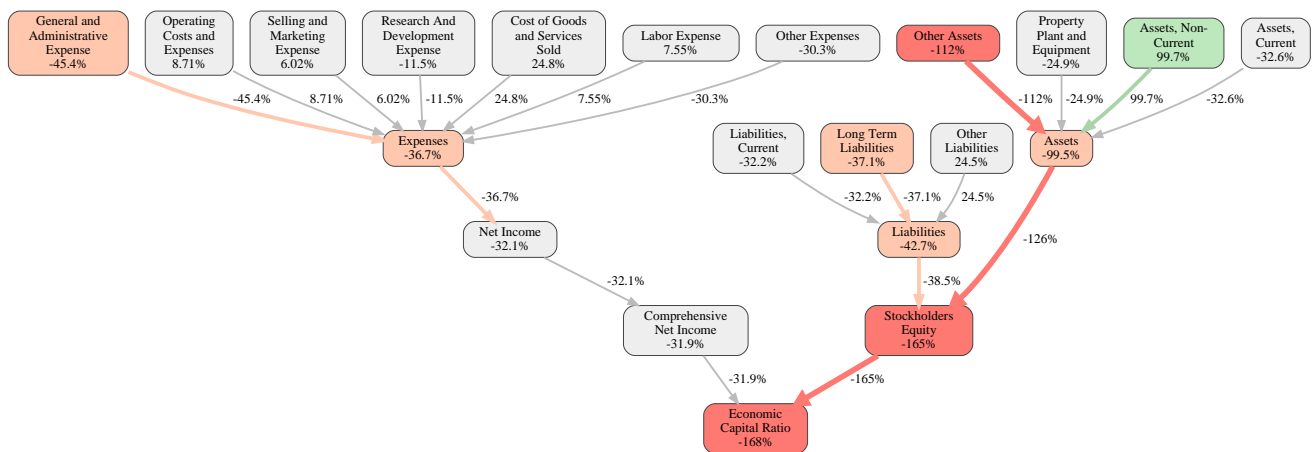 General and
Administrative
Expense
-45.4%
Operating
Costs and
Expenses
8.71%
Selling and
Marketing
Expense
6.02%
Research And
Development
Expense
-11.5%
Cost of Goods
and Services
Sold
24.8%
Labor Expense
7.55%
Other Expenses
-30.3%
Other Assets
-112%
Property
Plant and
Equipment
-24.9%
Assets, Non-
Current
99.7%
Assets,
Current
-32.6%
-45.4%
8.71%
6.02%
-11.5%
24.8%
7.55%
-30.3%
-112%
-24.9%
99.7%
-32.6%
Expenses
-36.7%
Liabilities,
Current
-32.2%
Long Term
Liabilities
-37.1%
Other
Liabilities
24.5%
Assets
-99.5%
-36.7%
-32.2%
-37.1%
24.5%
-126%
Net Income
-32.1%
Liabilities
-42.7%
-32.1%
-38.5%
Comprehensive
Net Income
-31.9%
Stockholders
Equity
-165%
-31.9%
-165%
Economic
Capital Ratio
-168%